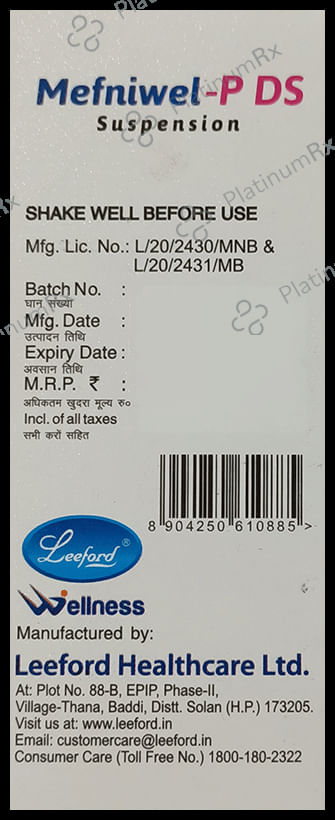 Mefniwel-P DS
Suspension
SHAKE WELL BEFORE USE
Mfg. Lic. No.: L/20/2430/MNB &
L/20/2431/MB
Batch No. :
घान संख्या
Mfg. Date :
उत्पादन तिथि
Expiry Date :
अवसान तिथि
M.R.P. ₹ :
अधिकतम खुदरा मूल्य रु०
Incl. of all taxes
सभी करों सहित
8 904250 610885 >
Leeford®
Wellness
Manufactured by:
Leeford Healthcare Ltd.
At: Plot No. 88-B, EPIP, Phase-II,
Village-Thana, Baddi, Distt. Solan (H.P.) 173205.
Visit us at: www.leeford.in
Email: customercare@leeford.in
Consumer Care (Toll Free No.) 1800-180-2322
PlatinumRx
PlatinumRx
PlatinumRx